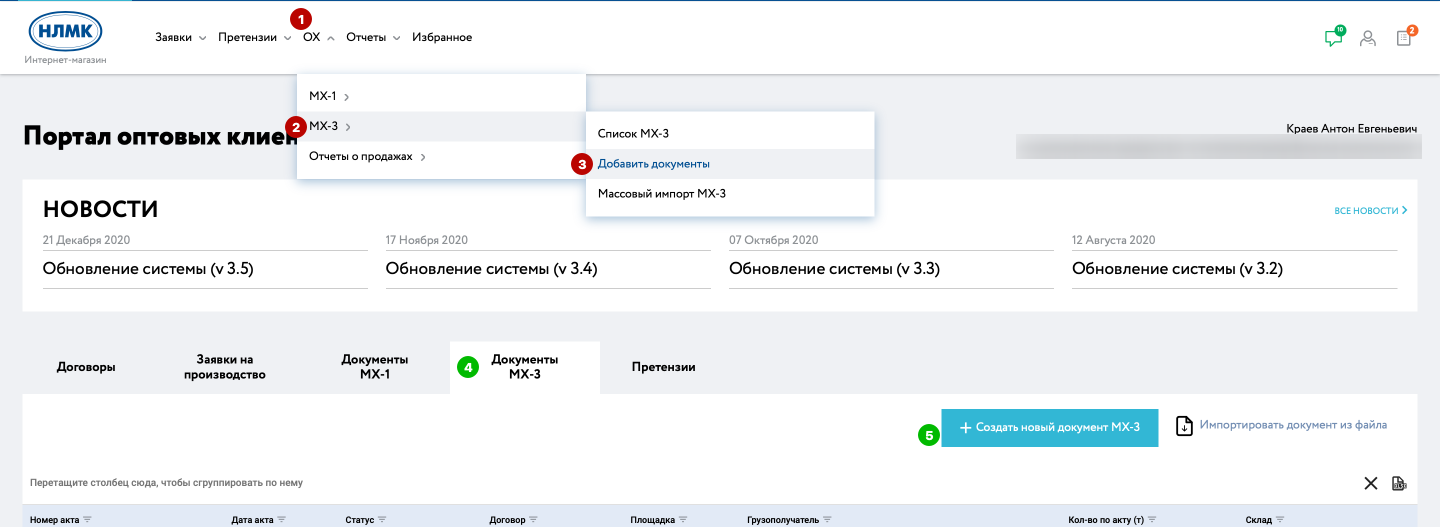 НЛМК
Интернет-магазин
Заявки Претензии 1 ОХ Отчеты Избранное
10 2
МХ-1
2 МХ-3
Отчеты о продажах
Список МХ-3
3 Добавить документы
Массовый импорт МХ-3
Портал оптовых клиен
Краев Антон Евгеньевич
НОВОСТИ
ВСЕ НОВОСТИ
21 Декабря 2020 17 Ноября 2020 07 Октября 2020 12 Августа 2020
Обновление системы (v 3.5) Обновление системы (v 3.4) Обновление системы (v 3.3) Обновление системы (v 3.2)
Договоры
Заявки на
производство
Документы
МХ-1
4 Документы
МХ-3
Претензии
5 + Создать новый документ МХ-3 Импортировать документ из файла
Перетащите столбец сюда, чтобы сгруппировать по нему
Номер акта Дата акта Статус Договор Площадка Грузополучатель Кол-во по акту (т) Склад